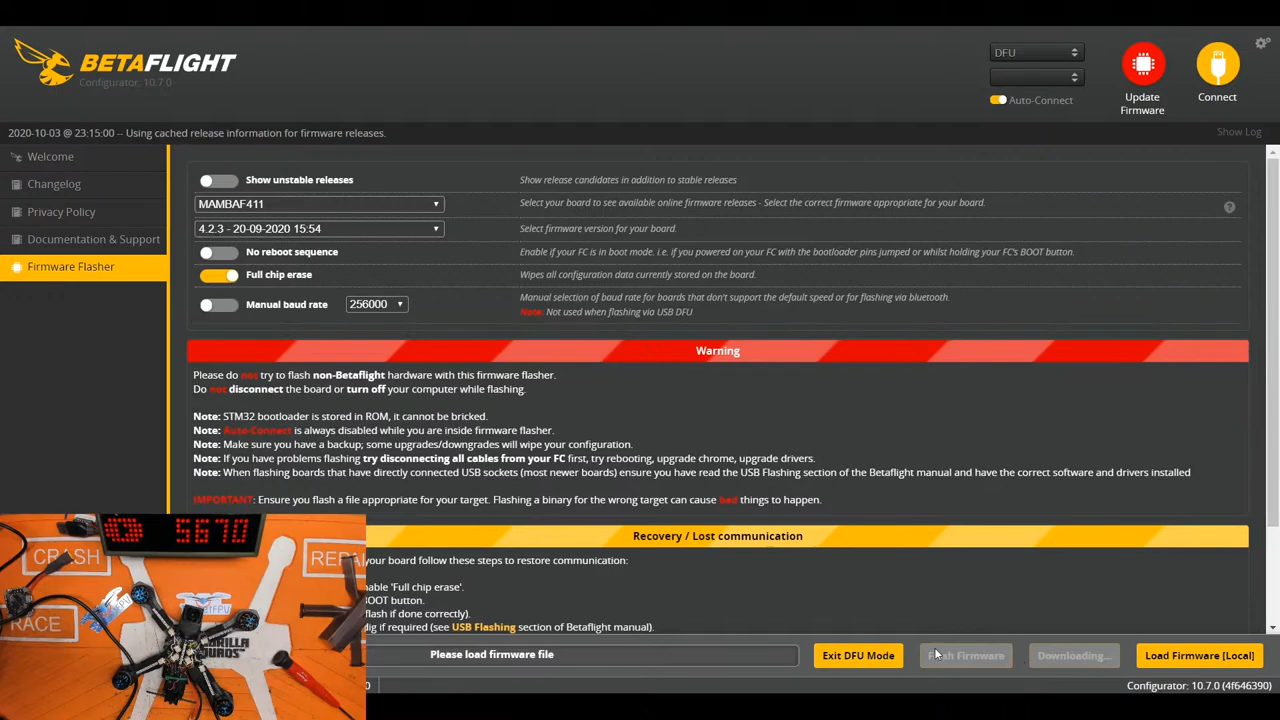 BETAFLIGHT
Configurator, 10.7.0
DFU
Auto-Connect
Update
Firmware
Connect
2020-10-03 @ 23:15:00 -- Using cached release information for firmware releases.
Show Log
Welcome
Changelog
Privacy Policy
Documentation & Support
Firmware Flasher
Show unstable releases
Show release candidates in addition to stable releases
MAMBAF411
Select your board to see available online firmware releases - Select the correct firmware appropriate for your board.
4.2.3 - 20-09-2020 15:54
Select firmware version for your board.
No reboot sequence
Enable if your FC is in boot mode. i.e. if you powered on your FC with the bootloader pins jumped or whilst holding your FC's BOOT button.
Full chip erase
Wipes all configuration data currently stored on the board.
Manual baud rate
256000
Manual selection of baud rate for boards that don't support the default speed or for flashing via bluetooth.
Note: Not used when flashing via USB DFU
Warning
Please do not try to flash non-Betaflight hardware with this firmware flasher.
Do not disconnect the board or turn off your computer while flashing.
Note: STM32 bootloader is stored in ROM, it cannot be bricked.
Note: Auto-Connect is always disabled while you are inside firmware flasher.
Note: Make sure you have a backup; some upgrades/downgrades will wipe your configuration.
Note: If you have problems flashing try disconnecting all cables from your FC first, try rebooting, upgrade chrome, upgrade drivers.
Note: When flashing boards that have directly connected USB sockets (most newer boards) ensure you have read the USB Flashing section of the Betaflight manual and have the correct software and drivers installed
IMPORTANT: Ensure you flash a file appropriate for your target. Flashing a binary for the wrong target can cause bad things to happen.
Recovery / Lost communication
your board follow these steps to restore communication:
nable 'Full chip erase'.
BOOT button.
flash if done correctly).
ig if required (see USB Flashing section of Betaflight manual).
Please load firmware file
Exit DFU Mode
Flash Firmware
Downloading...
Load Firmware [Local]
0
Configurator: 10.7.0 (4f646390)
5670
CRASH
REPA
RACE